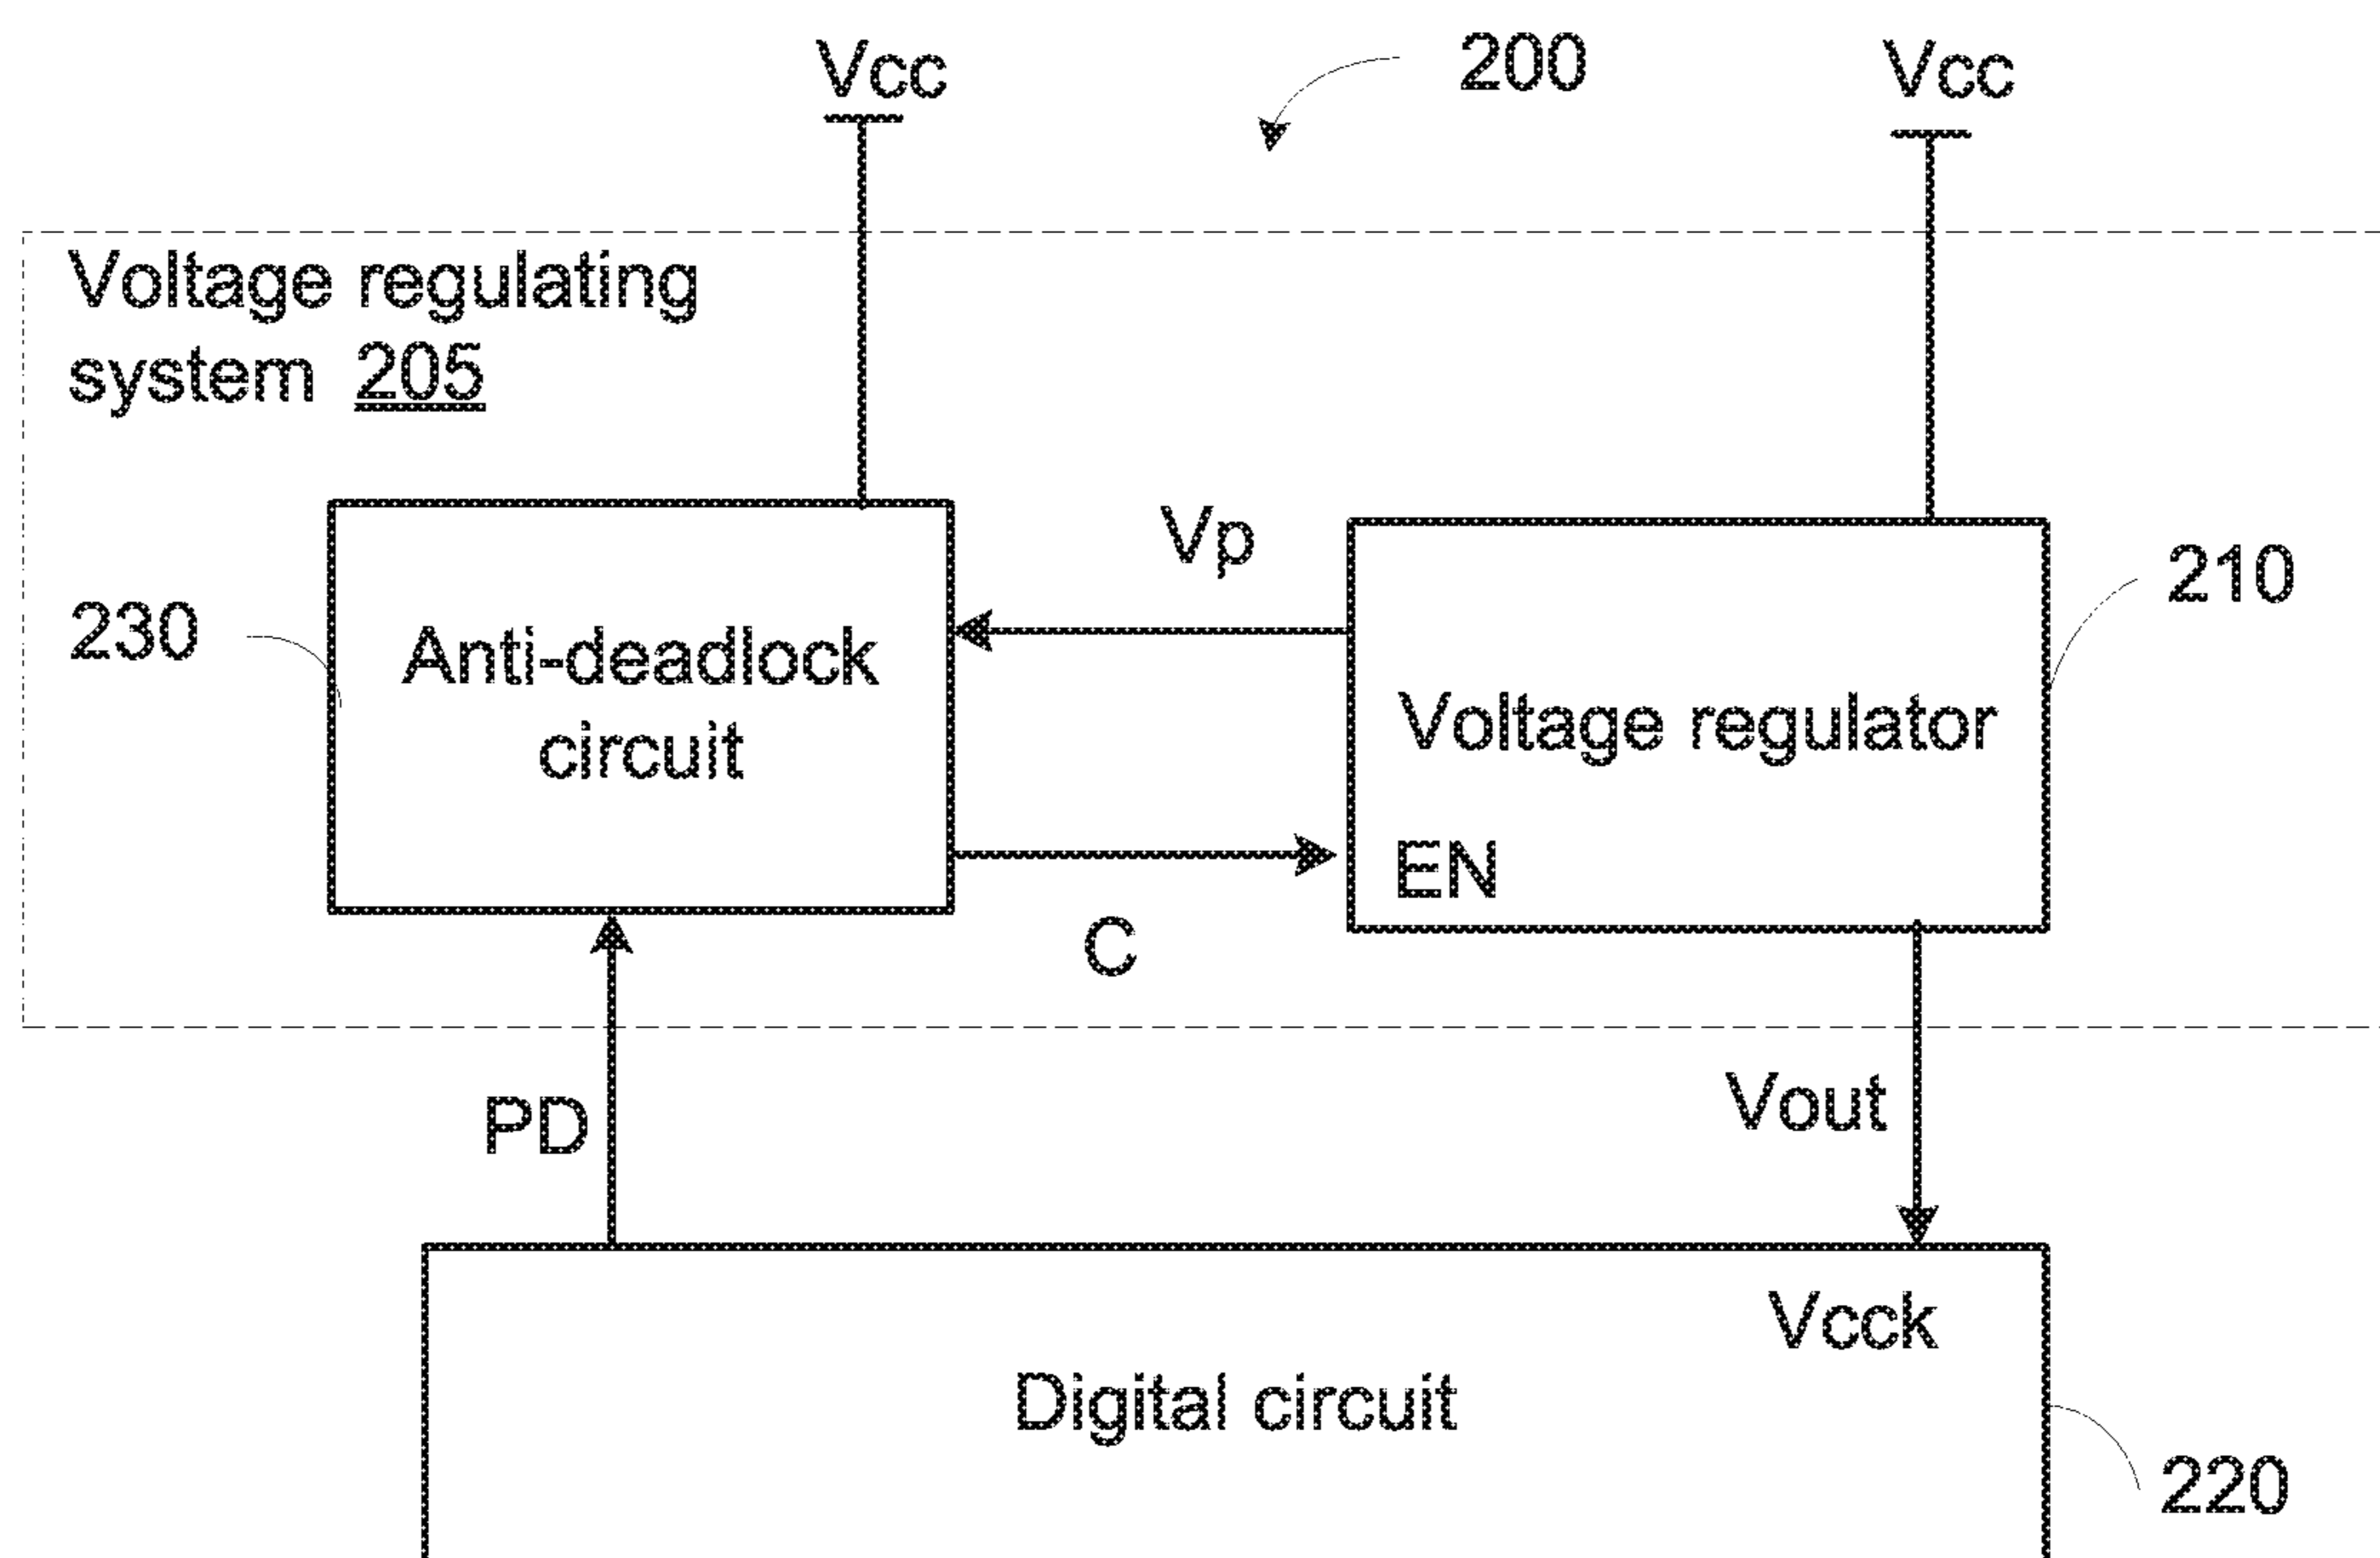 Vcc
200
Vcc
Voltage regulating
system 205
Vp
210
230
Anti-deadlock
circuit
Voltage regulator
EN
C
PD
Vout
Vcck
Digital circuit
220